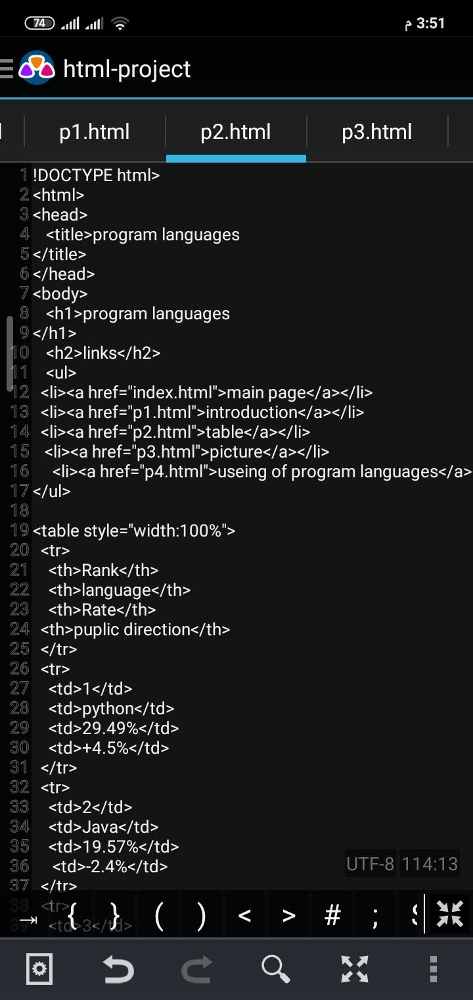 74
3:51 م
html-project
p1.html p2.html p3.html
1 !DOCTYPE html>
2 <html>
3 <head>
4 <title>program languages
5 </title>
6 </head>
7 <body>
8 <h1>program languages
9 </h1>
10 <h2>links</h2>
11 <ul>
12 <li><a href="index.html">main page</a></li>
13 <li><a href="p1.html">introduction</a></li>
14 <li><a href="p2.html">table</a></li>
15 <li><a href="p3.html">picture</a></li>
16 <li><a href="p4.html">useing of program languages</a>
17 </ul>
18
19 <table style="width:100%">
20 <tr>
21 <th>Rank</th>
22 <th>language</th>
23 <th>Rate</th>
24 <th>puplic direction</th>
25 </tr>
26 <tr>
27 <td>1</td>
28 <td>python</td>
29 <td>29.49%</td>
30 <td>+4.5%</td>
31 </tr>
32 <tr>
33 <td>2</td>
34 <td>Java</td>
35 <td>19.57%</td>
36 <td>-2.4%</td>
UTF-8 114:13
37 </tr>
38 <tr>
39 <td>3</td>
{ } ( ) < > # ;